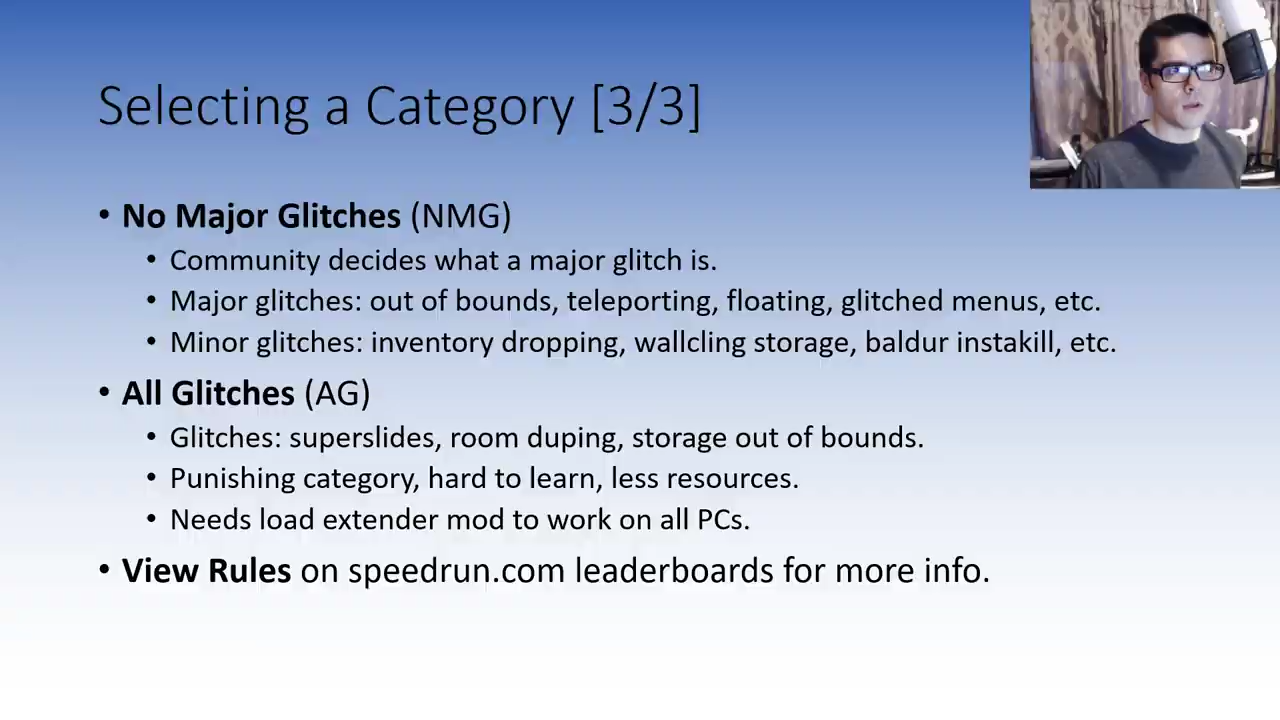 Selecting a Category [3/3]
• No Major Glitches (NMG)
• Community decides what a major glitch is.
• Major glitches: out of bounds, teleporting, floating, glitched menus, etc.
• Minor glitches: inventory dropping, wallcling storage, baldur instakill, etc.
• All Glitches (AG)
• Glitches: superslides, room duping, storage out of bounds.
• Punishing category, hard to learn, less resources.
• Needs load extender mod to work on all PCs.
• View Rules on speedrun.com leaderboards for more info.